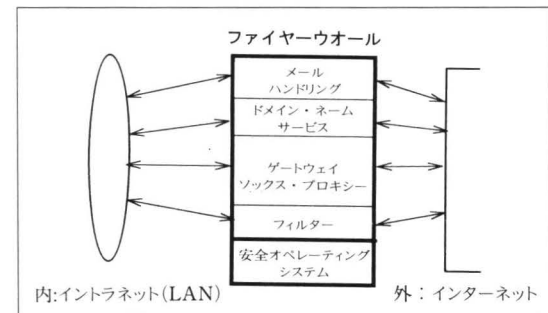 ファイヤーウオール
メール
ハンドリング
ドメイン・ネーム
サービス
ゲートウェイ
ソックス・プロキシー
フィルター
安全オペレーティング
システム
内:イントラネット(LAN)
外：インターネット